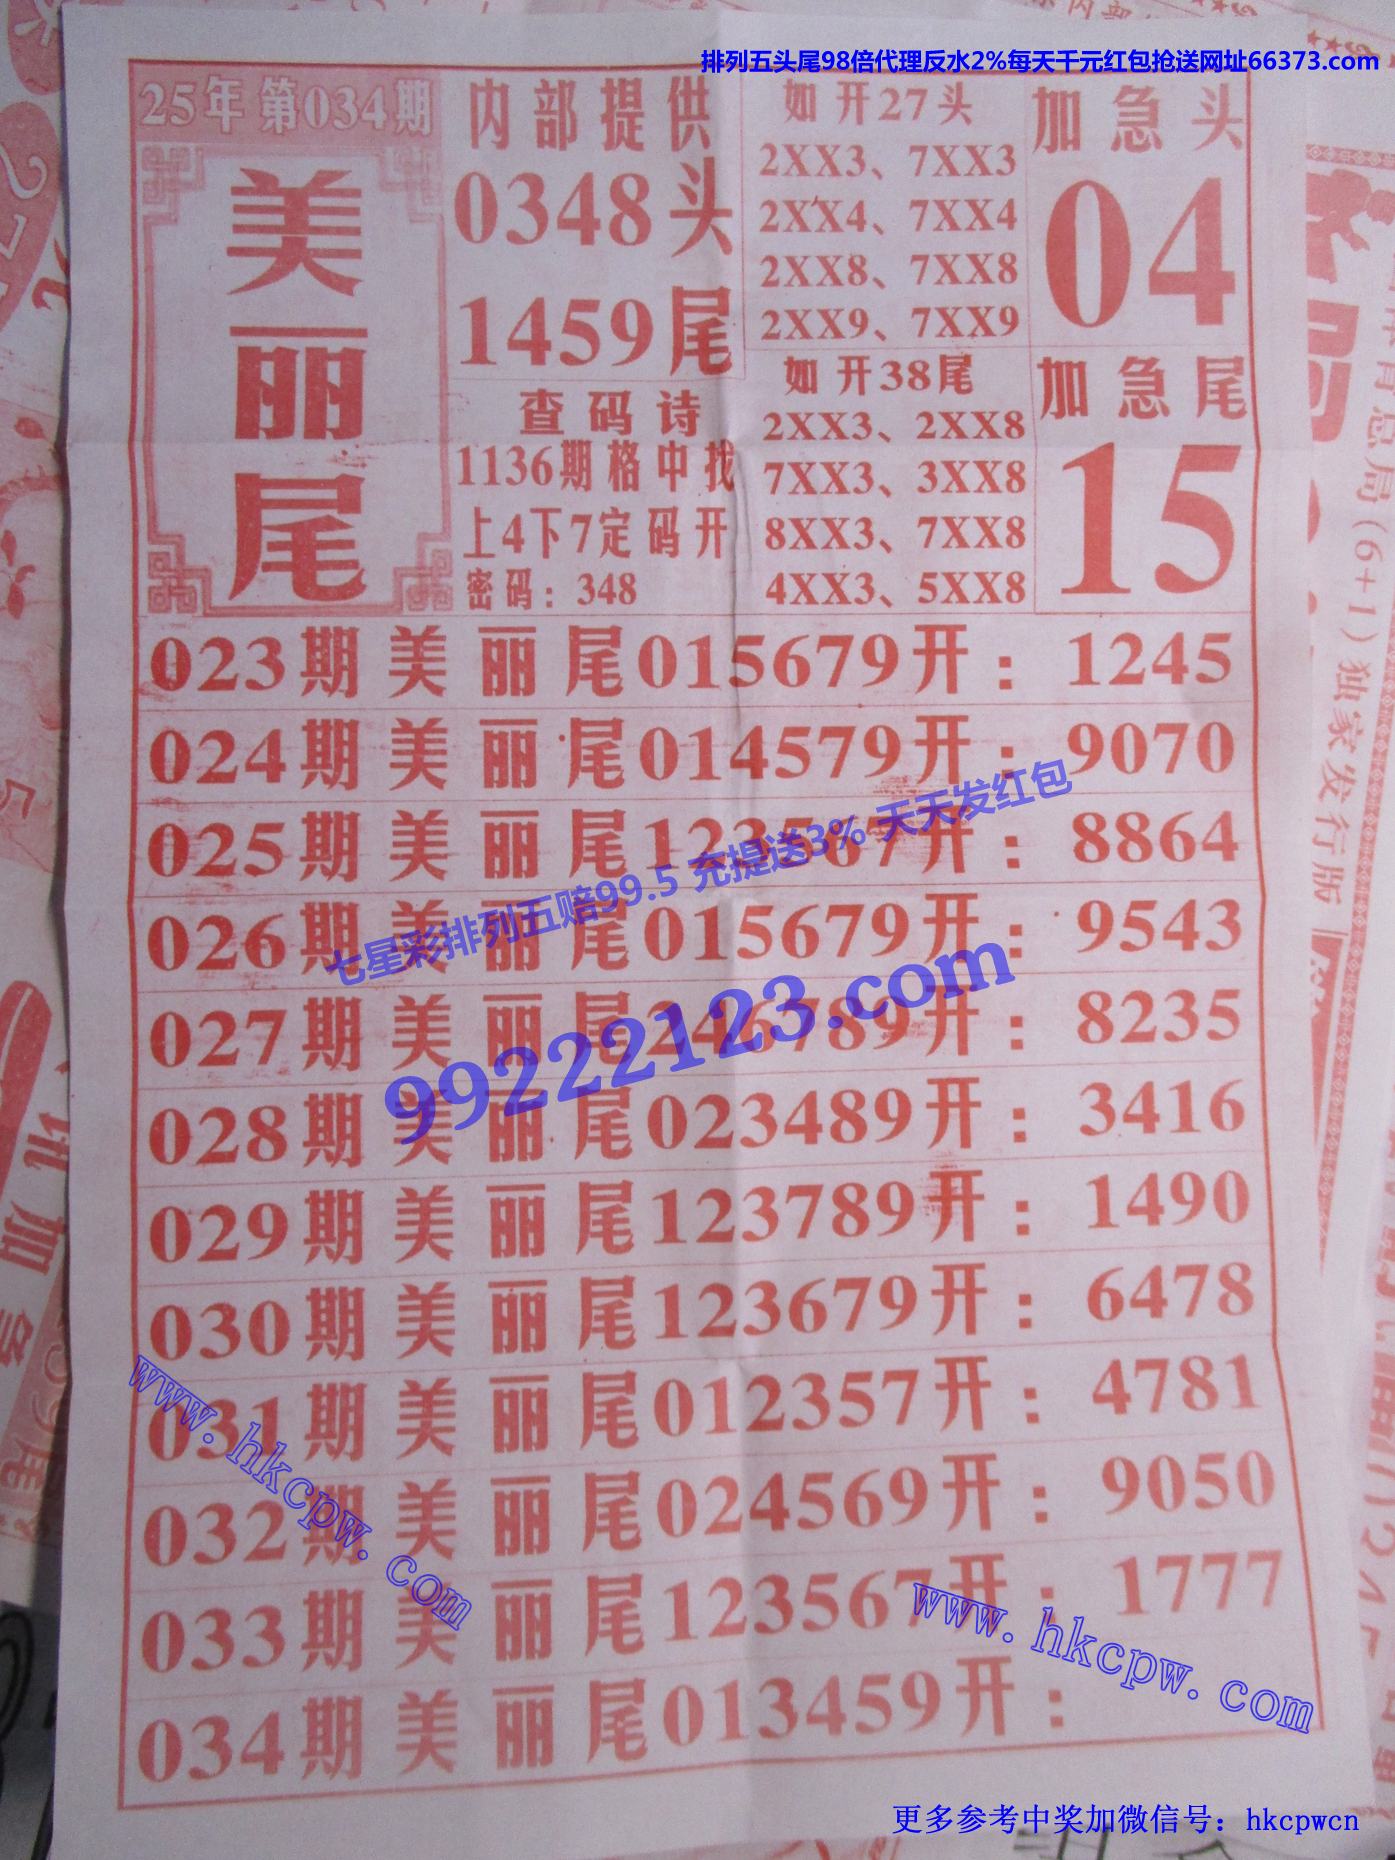 排列五头尾98倍代理反水2%每天千元红包抢送网址66373.com
25年 第034期
美丽尾
内部提供
0348头
1459尾
查码诗
1136期格中找
上4下7定码开
密码：348
如开27头
2XX3、7XX3
2XX4、7XX4
2XX8、7XX8
2XX9、7XX9
如开38尾
2XX3、2XX8
7XX3、3XX8
8XX3、7XX8
4XX3、5XX8
加急头
04
加急尾
15
023期美丽尾015679开：1245
024期美丽尾014579开：9070
025期美丽尾123567开：8864
026期美丽尾015679开：9543
027期美丽尾246789开：8235
028期美丽尾023489开：3416
029期美丽尾123789开：1490
030期美丽尾123679开：6478
031期美丽尾012357开：4781
032期美丽尾024569开：9050
033期美丽尾123567开：1777
034期美丽尾013459开：
七星彩排列五赔99.5 充提送3% 天天发红包
99222123.com
www.hkcpw.com
www.hkcpw.com
更多参考中奖加微信号：hkcpwcn
(6+1)独家发行版